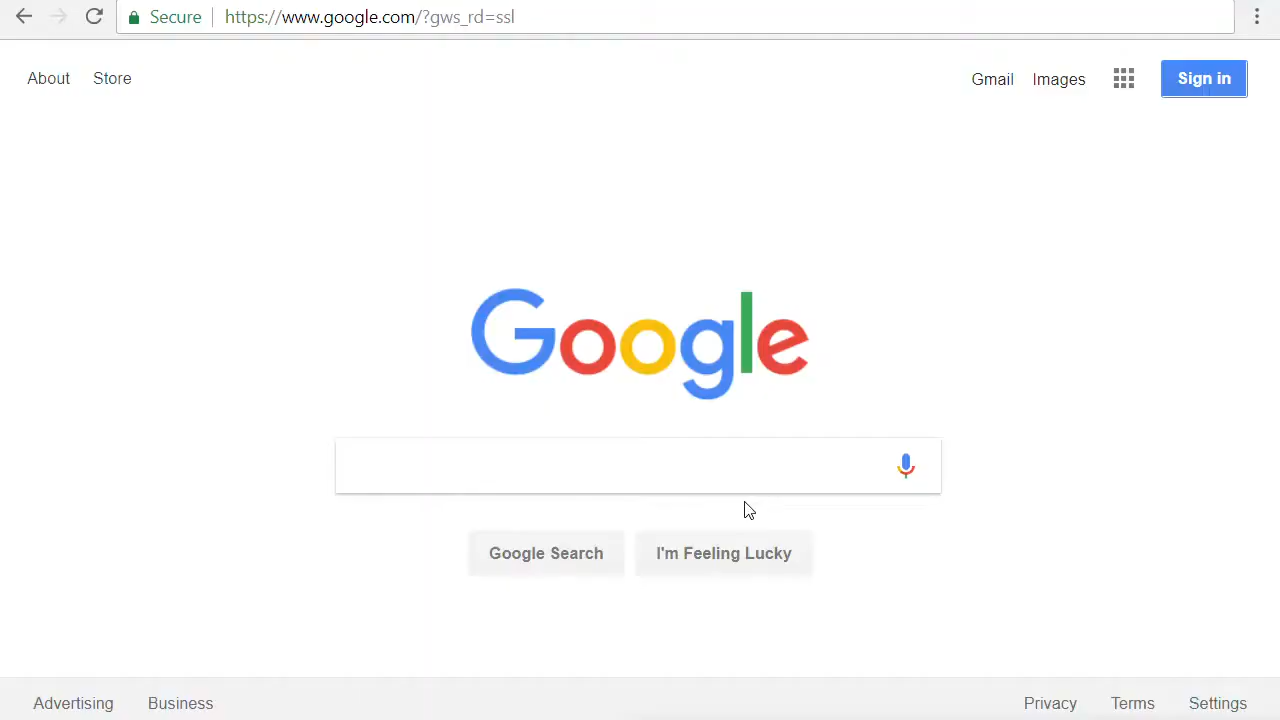 Secure https://www.google.com/?gws_rd=ssl
About Store Gmail Images Sign in
Google
Google Search I'm Feeling Lucky
Advertising Business Privacy Terms Settings